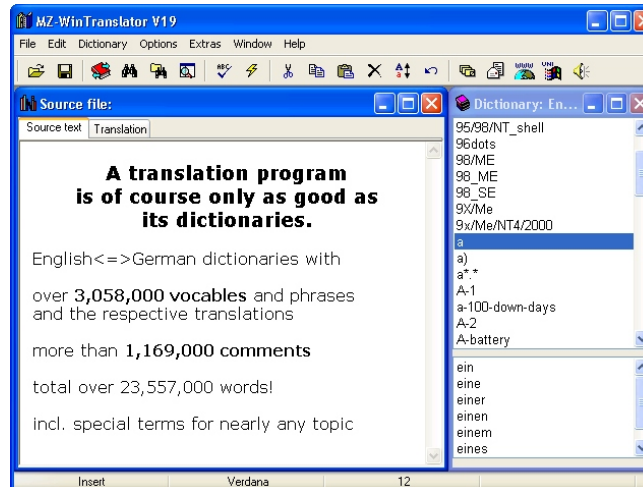 MZ-WinTranslator V19
File Edit Dictionary Options Extras Window Help
Source file:
Source text Translation
A translation program
is of course only as good as
its dictionaries.
English<=>German dictionaries with
over 3,058,000 vocables and phrases
and the respective translations
more than 1,169,000 comments
total over 23,557,000 words!
incl. special terms for nearly any topic
Dictionary: En...
95/98/NT_shell
96dots
98/ME
98_ME
98_SE
9X/Me
9x/Me/NT4/2000
a
a)
a*.*
A-1
a-100-down-days
A-2
A-battery
ein
eine
einer
einen
einem
eines
Insert Verdana 12